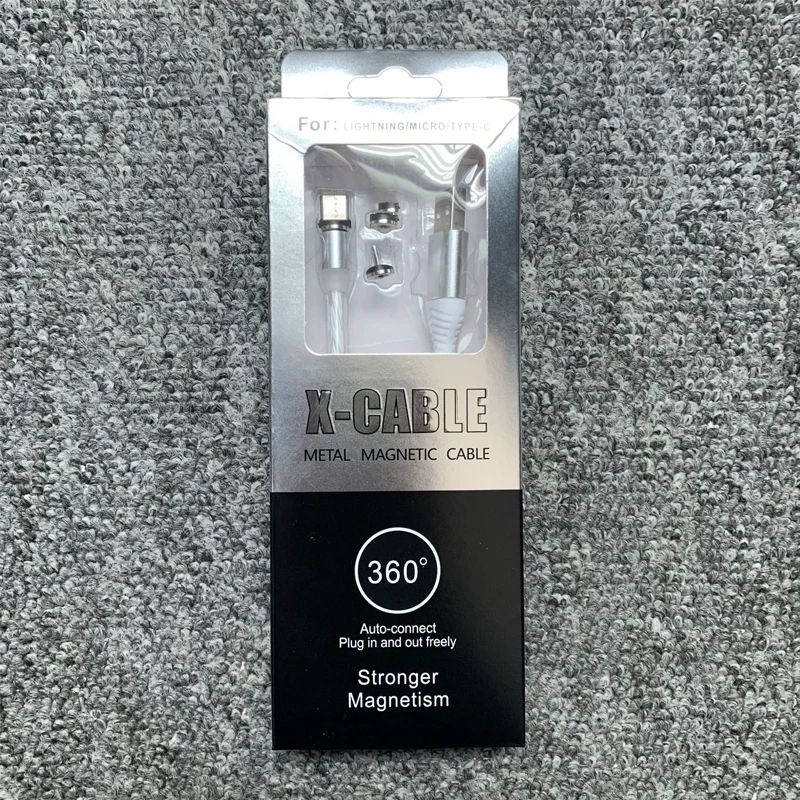 For: LIGHTNING/MICRO/TYPE-C
X-CABLE
METAL MAGNETIC CABLE
360°
Auto-connect
Plug in and out freely
Stronger
Magnetism